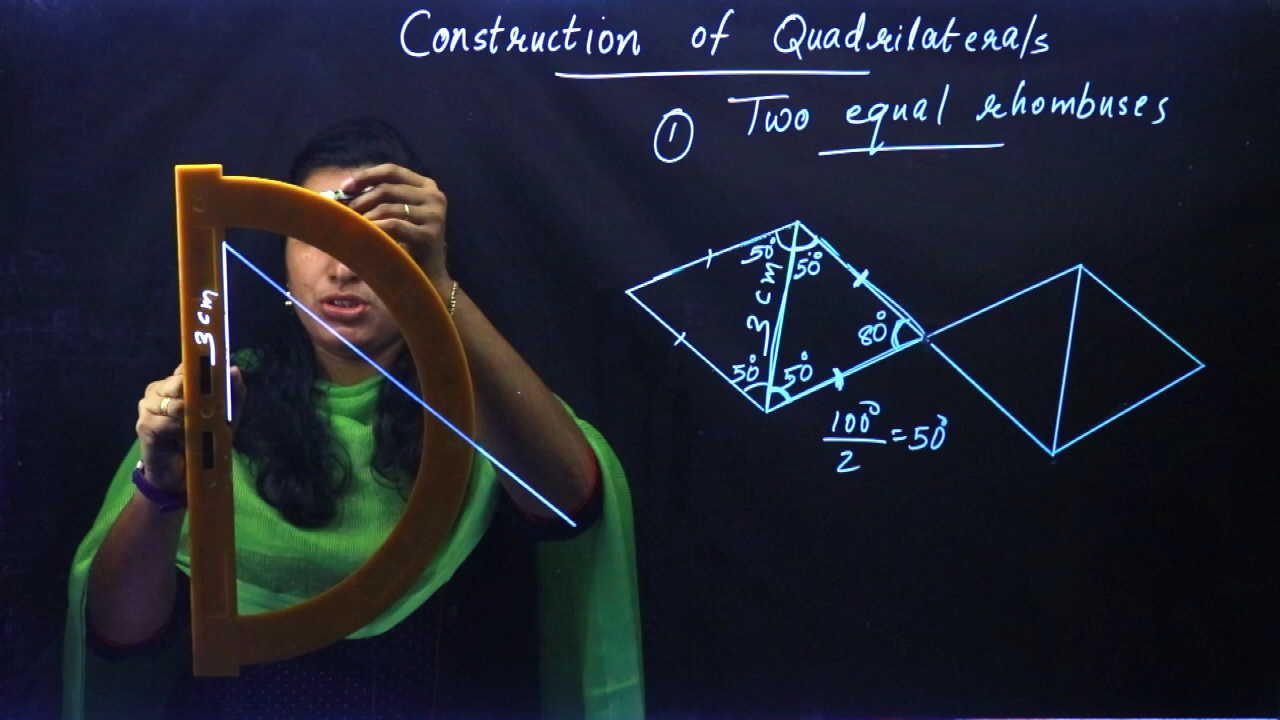 Construction of Quadrilaterals
① Two equal rhombuses
50° 50°
3 cm
3 cm
80°
50° 50°
100°/2 = 50°